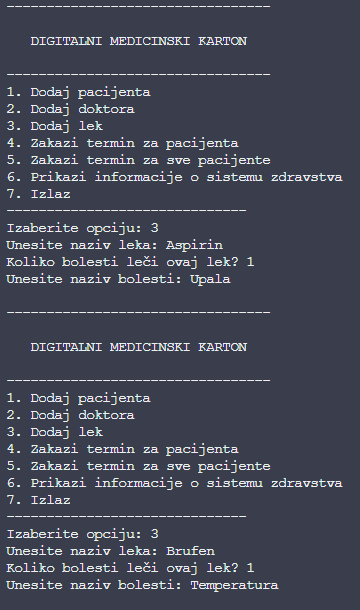 ---------------------------------
DIGITALNI MEDICINSKI KARTON
---------------------------------
1. Dodaj pacijenta
2. Dodaj doktora
3. Dodaj lek
4. Zakazi termin za pacijenta
5. Zakazi termin za sve pacijente
6. Prikazi informacije o sistemu zdravstva
7. Izlaz
------------------------------
Izaberite opciju: 3
Unesite naziv leka: Aspirin
Koliko bolesti leči ovaj lek? 1
Unesite naziv bolesti: Upala
---------------------------------
DIGITALNI MEDICINSKI KARTON
---------------------------------
1. Dodaj pacijenta
2. Dodaj doktora
3. Dodaj lek
4. Zakazi termin za pacijenta
5. Zakazi termin za sve pacijente
6. Prikazi informacije o sistemu zdravstva
7. Izlaz
------------------------------
Izaberite opciju: 3
Unesite naziv leka: Brufen
Koliko bolesti leči ovaj lek? 1
Unesite naziv bolesti: Temperatura